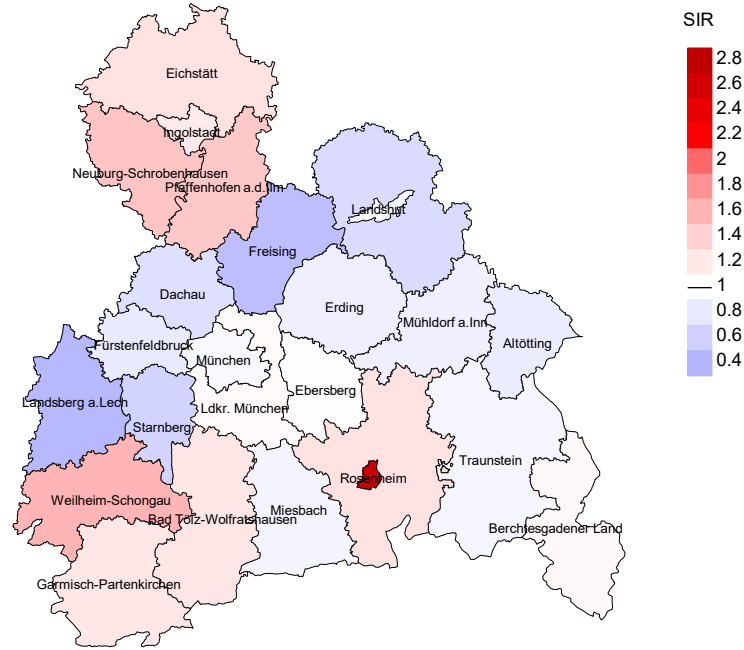 SIR
2.8
2.6
2.4
2.2
2
1.8
1.6
1.4
1.2
1
0.8
0.6
0.4
Eichstätt
Ingolstadt
Neuburg-Schrobenhausen
Pfaffenhofen a.d.Ilm
Landshut
Freising
Dachau
Erding
Mühldorf a.Inn
Altötting
Fürstenfeldbruck
München
Ebersberg
Landsberg a.Lech
Ldkr. München
Starnberg
Traunstein
Rosenheim
Weilheim-Schongau
Miesbach
Bad Tölz-Wolfratshausen
Berchtesgadener Land
Garmisch-Partenkirchen